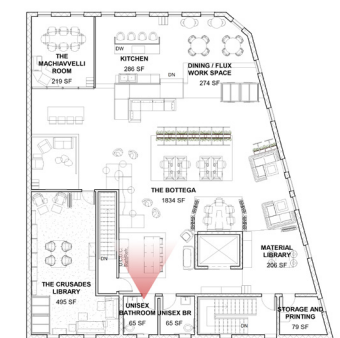 DW
KITCHEN
286 SF
DINING / FLUX
WORK SPACE
274 SF
THE
MACHIAVVELLI
ROOM
219 SF
DN
THE BOTTEGA
1834 SF
MATERIAL
LIBRARY
206 SF
DN
THE CRUSADES
LIBRARY
495 SF
UNISEX
BATHROOM
65 SF
UNISEX BR
65 SF
DN
STORAGE AND
PRINTING
79 SF